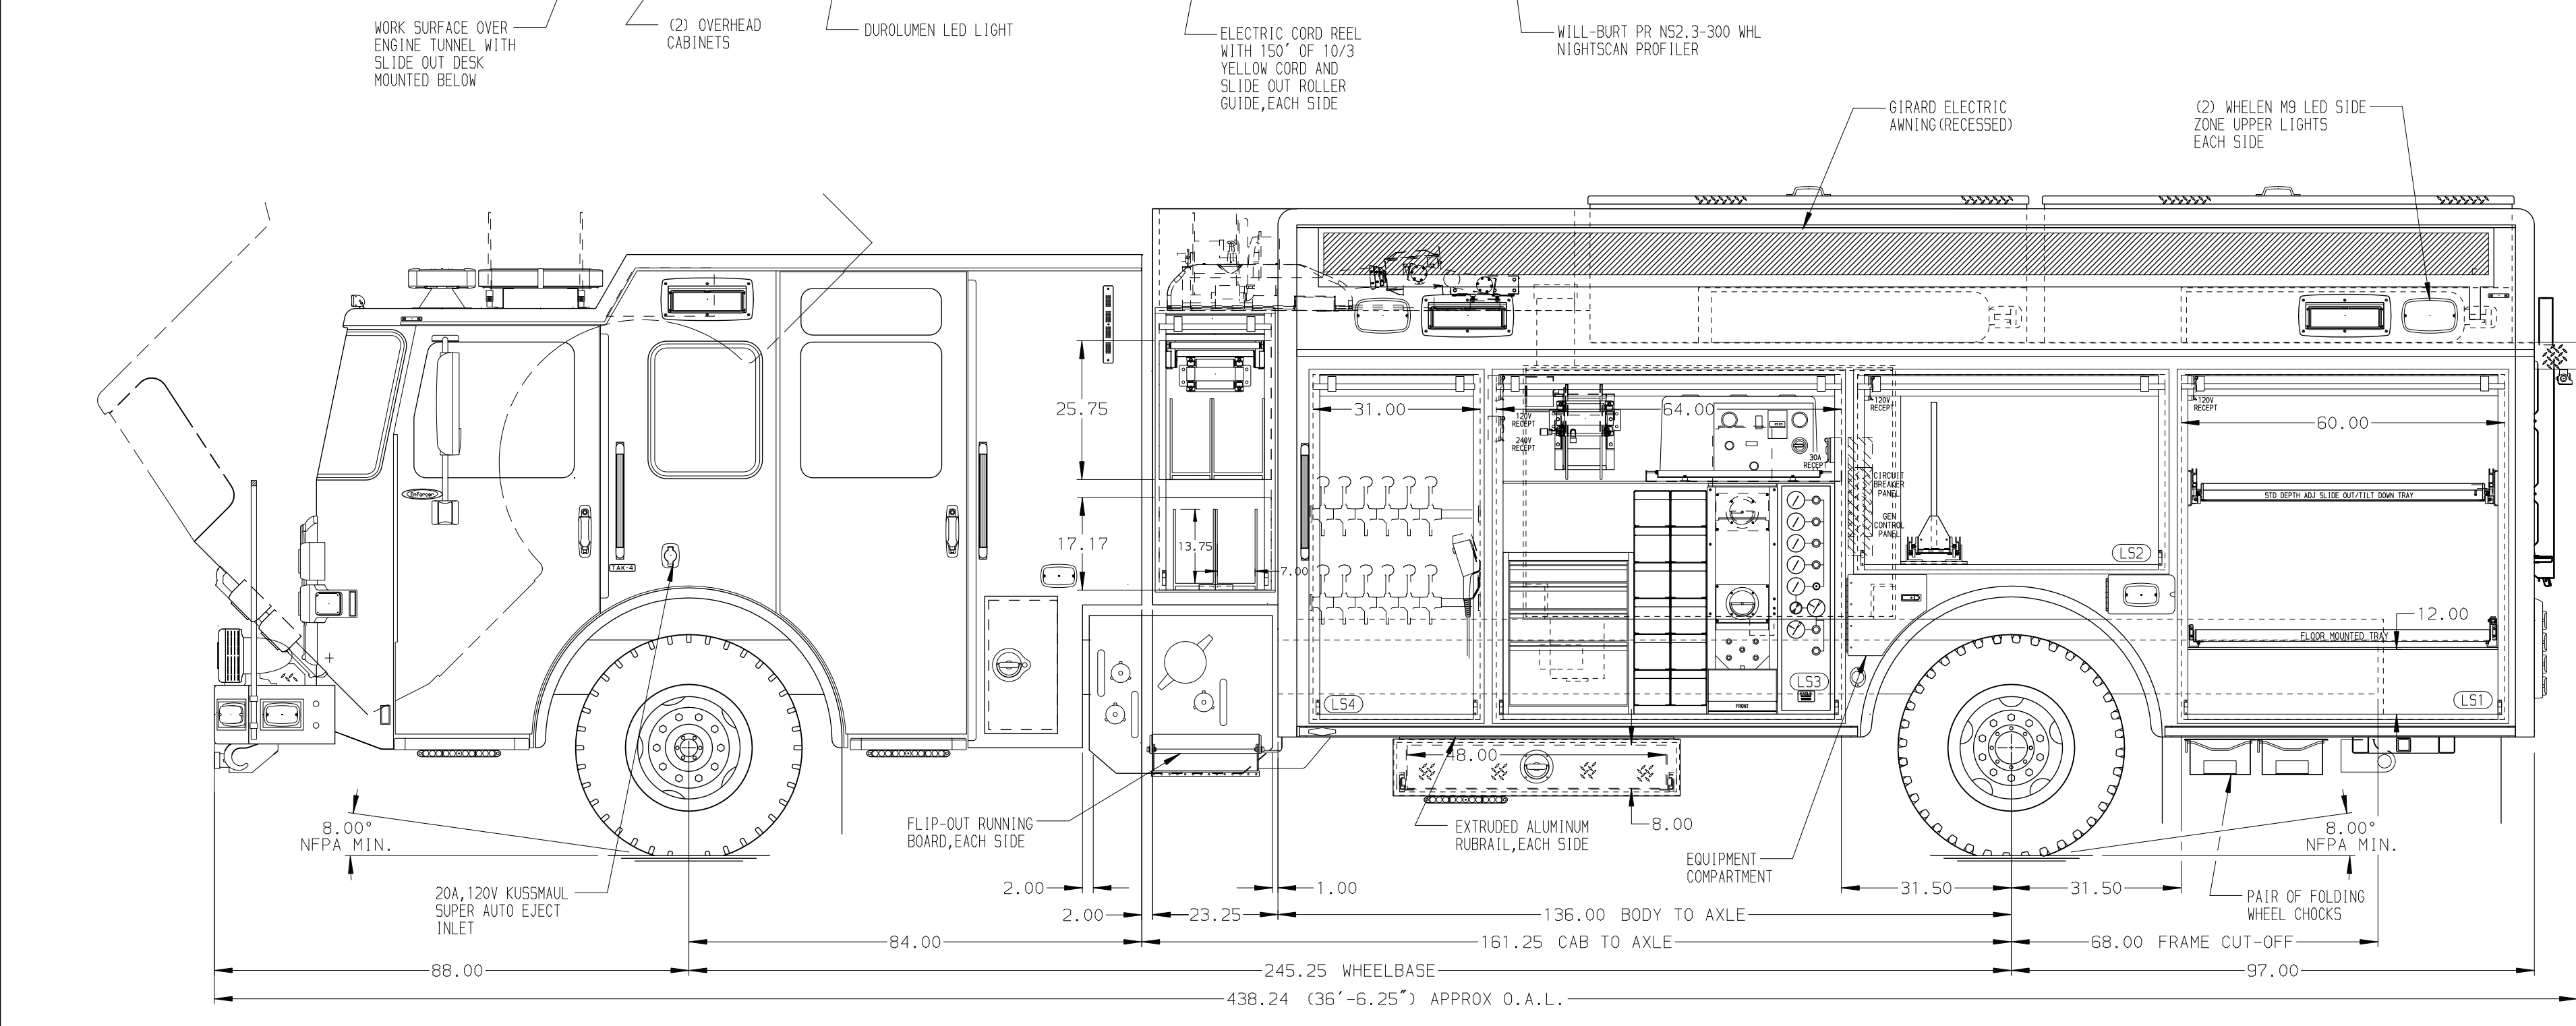 WORK SURFACE OVER
ENGINE TUNNEL WITH
SLIDE OUT DESK
MOUNTED BELOW
(2) OVERHEAD
CABINETS
DUROLUMEN LED LIGHT
ELECTRIC CORD REEL
WITH 150' OF 10/3
YELLOW CORD AND
SLIDE OUT ROLLER
GUIDE,EACH SIDE
WILL-BURT PR NS2.3-300 WHL
NIGHTSCAN PROFILER
GIRARD ELECTRIC
AWNING(RECESSED)
(2) WHELEN M9 LED SIDE
ZONE UPPER LIGHTS
EACH SIDE
25.75
17.17
13.75
7.00
31.00
64.00
60.00
120V
RECEPT
240V
RECEPT
30A
RECEPT
120V
RECEPT
120V
RECEPT
CIRCUIT
BREAKER
PANEL
GEN
CONTROL
PANEL
STD DEPTH ADJ SLIDE OUT/TILT DOWN TRAY
FLOOR MOUNTED TRAY
12.00
Enforcer
TAK-4
LS4
LS3
LS2
LS1
FRONT
48.00
8.00
8.00°
NFPA MIN.
8.00°
NFPA MIN.
FLIP-OUT RUNNING
BOARD,EACH SIDE
EXTRUDED ALUMINUM
RUBRAIL,EACH SIDE
EQUIPMENT
COMPARTMENT
20A,120V KUSSMAUL
SUPER AUTO EJECT
INLET
PAIR OF FOLDING
WHEEL CHOCKS
2.00
1.00
31.50
31.50
2.00
23.25
136.00 BODY TO AXLE
84.00
161.25 CAB TO AXLE
68.00 FRAME CUT-OFF
88.00
245.25 WHEELBASE
97.00
438.24 (36'-6.25") APPROX O.A.L.